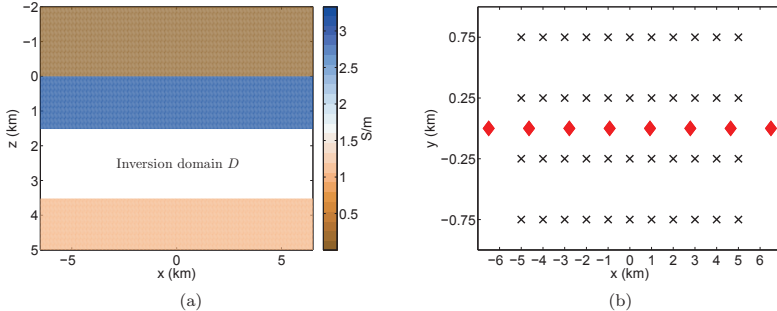 −2
−1
0
1
2
3
4
5
z (km)
Inversion domain D
−5
0
5
x (km)
3
2.5
2
1.5
1
0.5
S/m
(a)
0.75
0.25
−0.25
−0.75
y (km)
−6 −5 −4 −3 −2 −1 0 1 2 3 4 5 6
x (km)
(b)